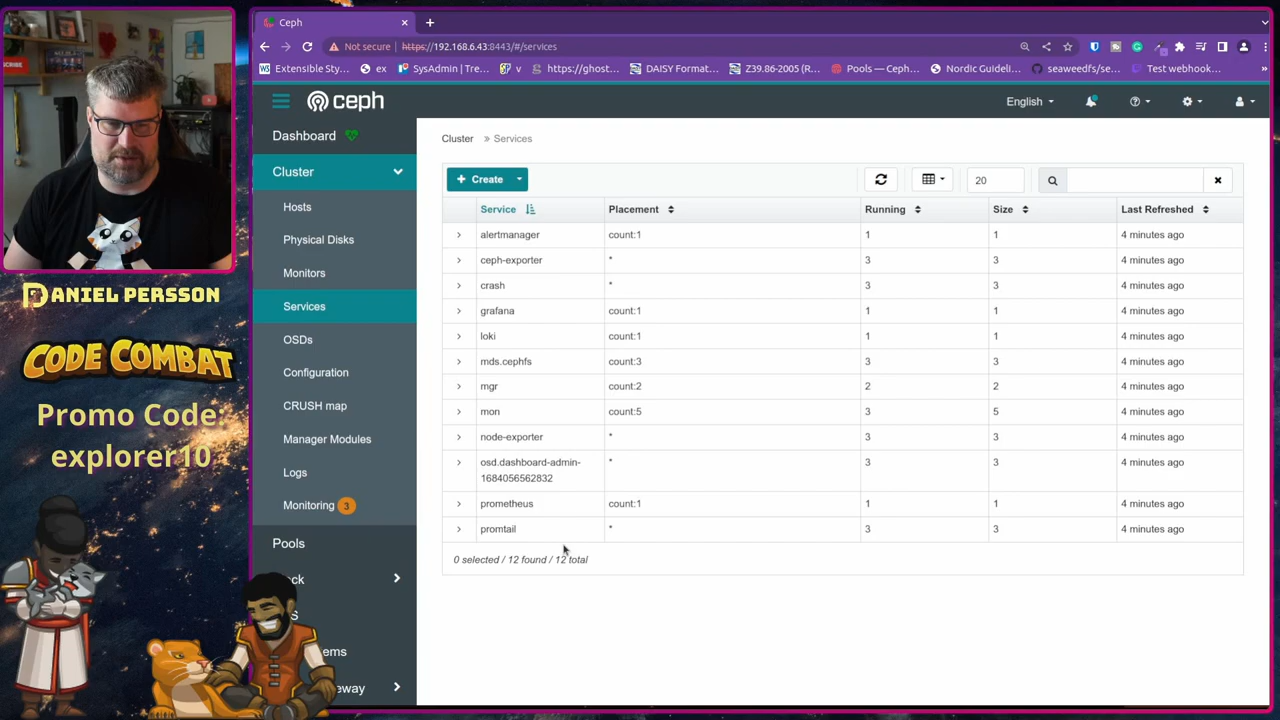 Ceph
Not secure https://192.168.6.43:8443/#/services
Extensible Sty... ex SysAdmin | Tre... v https://ghost... DAISY Format... Z39.86-2005 (R... Pools — Ceph... Nordic Guideli... seaweedfs/se... Test webhook... »
ceph English
Dashboard
Cluster
Hosts
Physical Disks
Monitors
Services
OSDs
Configuration
CRUSH map
Manager Modules
Logs
Monitoring 3
Pools
ck
S
ems
eway
Cluster » Services
+ Create 20
Service Placement Running Size Last Refreshed
alertmanager count:1 1 1 4 minutes ago
ceph-exporter * 3 3 4 minutes ago
crash * 3 3 4 minutes ago
grafana count:1 1 1 4 minutes ago
loki count:1 1 1 4 minutes ago
mds.cephfs count:3 3 3 4 minutes ago
mgr count:2 2 2 4 minutes ago
mon count:5 3 5 4 minutes ago
node-exporter * 3 3 4 minutes ago
osd.dashboard-admin- * 3 3 4 minutes ago
1684056562832
prometheus count:1 1 1 4 minutes ago
promtail * 3 3 4 minutes ago
0 selected / 12 found / 12 total
SCRIBE
DANIEL PERSSON
CODE COMBAT
Promo Code:
explorer10